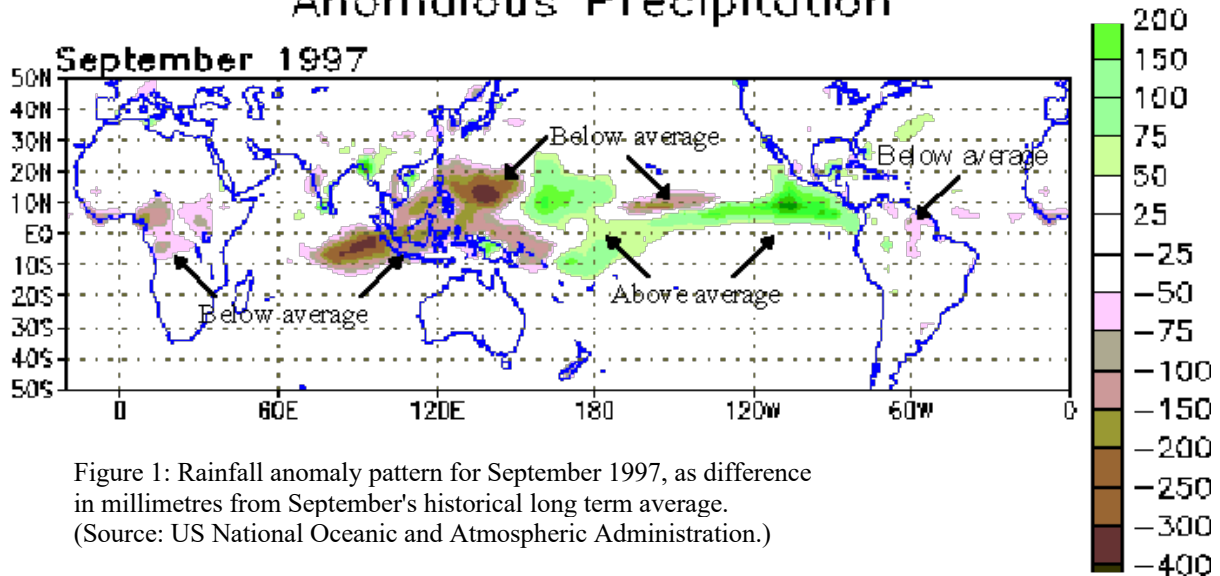 Anomalous Precipitation
September 1997
50N
40N
30N
20N
10N
EQ
10S
20S
30S
40S
50S
0
60E
120E
180
120W
60W
0
Below average
Below average
Below average
Above average
200
150
100
75
50
25
−25
−50
−75
−100
−150
−200
−250
−300
−400
Figure 1: Rainfall anomaly pattern for September 1997, as difference
in millimetres from September's historical long term average.
(Source: US National Oceanic and Atmospheric Administration.)